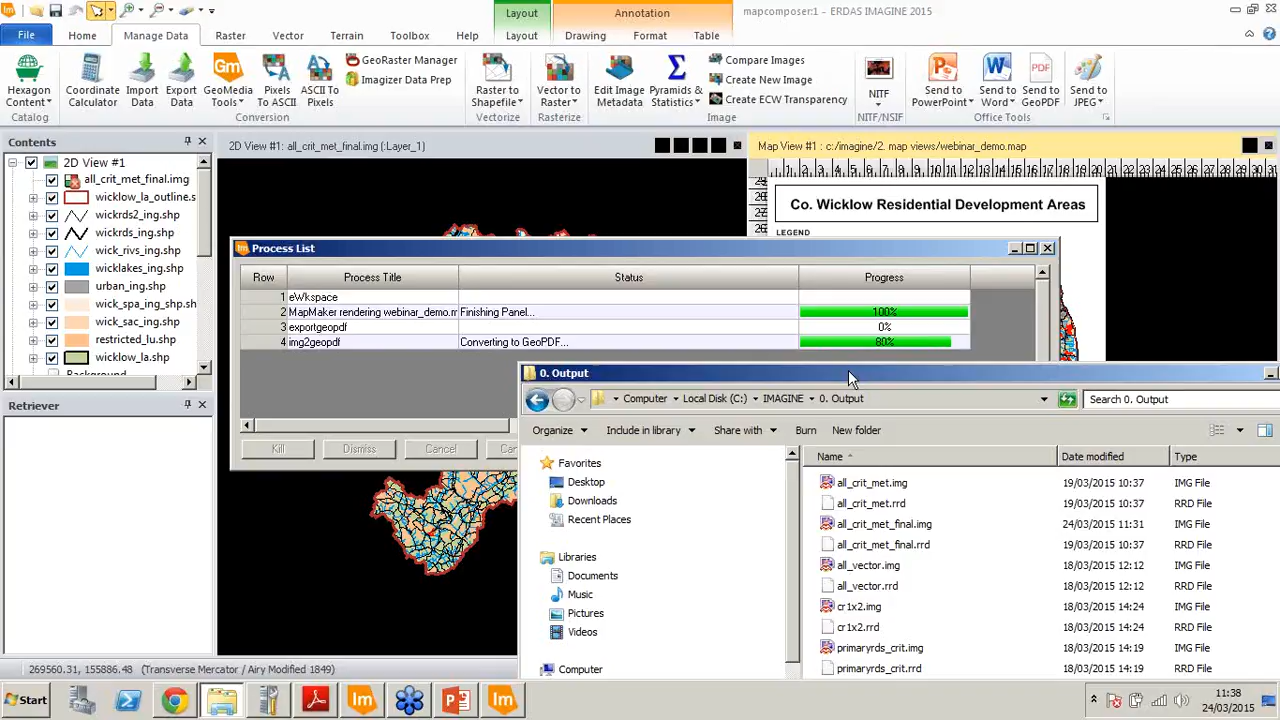 Layout
Annotation
mapcomposer:1 - ERDAS IMAGINE 2015
File
Home
Manage Data
Raster
Vector
Terrain
Toolbox
Help
Layout
Drawing
Format
Table
Hexagon Content
Coordinate Calculator
Import Data
Export Data
GeoMedia Tools
Pixels To ASCII
ASCII To Pixels
GeoRaster Manager
Imagizer Data Prep
Raster to Shapefile
Vector to Raster
Edit Image Metadata
Pyramids & Statistics
Compare Images
Create New Image
Create ECW Transparency
NITF
Send to PowerPoint
Send to Word
Send to GeoPDF
Send to JPEG
Catalog
Conversion
Vectorize
Rasterize
Image
NITF/NSIF
Office Tools
Contents
2D View #1
all_crit_met_final.img
wicklow_la_outline.s
wickrds2_ing.shp
wickrds_ing.shp
wick_rivs_ing.shp
wicklakes_ing.shp
urban_ing.shp
wick_spa_ing_shp.sh
wick_sac_ing.shp
restricted_lu.shp
wicklow_la.shp
Background
Retriever
2D View #1: all_crit_met_final.img (:Layer_1)
Map View #1 : c:/imagine/2. map views/webinar_demo.map
Co. Wicklow Residential Development Areas
LEGEND
Process List
Row Process Title Status Progress
1 eWkspace
2 MapMaker rendering webinar_demo.m Finishing Panel... 100%
3 exportgeopdf 0%
4 img2geopdf Converting to GeoPDF... 80%
Kill
Dismiss
Cancel
0. Output
Computer
Local Disk (C:)
IMAGINE
0. Output
Search 0. Output
Organize
Include in library
Share with
Burn
New folder
Favorites
Desktop
Downloads
Recent Places
Libraries
Documents
Music
Pictures
Videos
Computer
Name Date modified Type
all_crit_met.img 19/03/2015 10:37 IMG File
all_crit_met.rrd 19/03/2015 10:37 RRD File
all_crit_met_final.img 24/03/2015 11:31 IMG File
all_crit_met_final.rrd 19/03/2015 10:37 RRD File
all_vector.img 18/03/2015 12:12 IMG File
all_vector.rrd 18/03/2015 12:12 RRD File
cr1x2.img 18/03/2015 14:24 IMG File
cr1x2.rrd 18/03/2015 14:24 RRD File
primaryrds_crit.img 18/03/2015 14:19 IMG File
primaryrds_crit.rrd 18/03/2015 14:19 RRD File
269560.31, 155886.48 (Transverse Mercator / Airy Modified 1849)
Start
11:38
24/03/2015